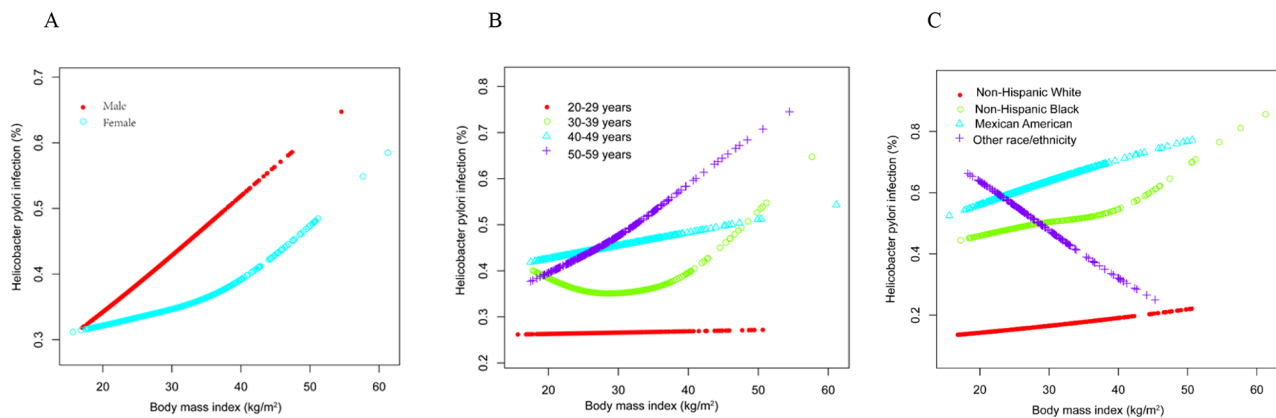 A
Helicobacter pylori infection (%)
0.7
0.6
0.5
0.4
0.3
Male
Female
20
30
40
50
60
Body mass index (kg/m²)
B
Helicobacter pylori infection (%)
0.8
0.7
0.6
0.5
0.4
0.3
0.2
20-29 years
30-39 years
40-49 years
50-59 years
20
30
40
50
60
Body mass index (kg/m²)
C
Helicobacter pylori infection (%)
0.8
0.6
0.4
0.2
Non-Hispanic White
Non-Hispanic Black
Mexican American
Other race/ethnicity
20
30
40
50
60
Body mass index (kg/m²)